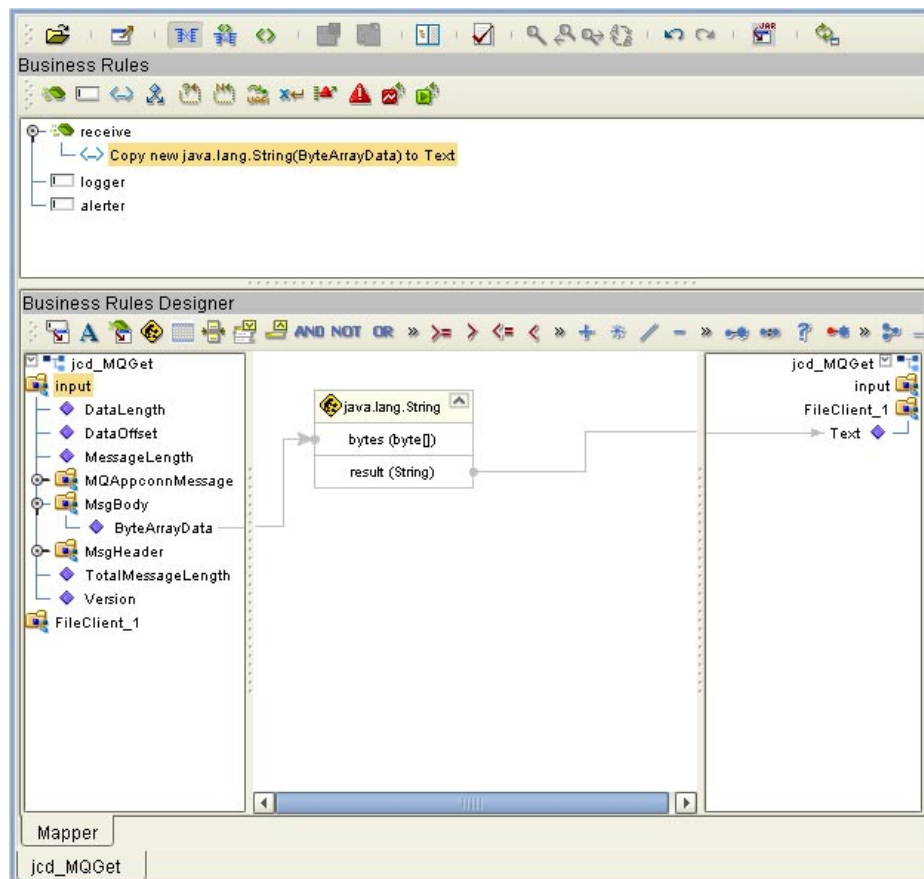 JAR
Business Rules
receive
Copy new java.lang.String(ByteArrayData) to Text
logger
alerter
Business Rules Designer
A AND NOT OR » >= > <= < » + * / - » ? » =
jcd_MQGet
input
DataLength
DataOffset
MessageLength
MQAppconnMessage
MsgBody
ByteArrayData
MsgHeader
TotalMessageLength
Version
FileClient_1
java.lang.String
bytes (byte[])
result (String)
jcd_MQGet
input
FileClient_1
Text
Mapper
jcd_MQGet